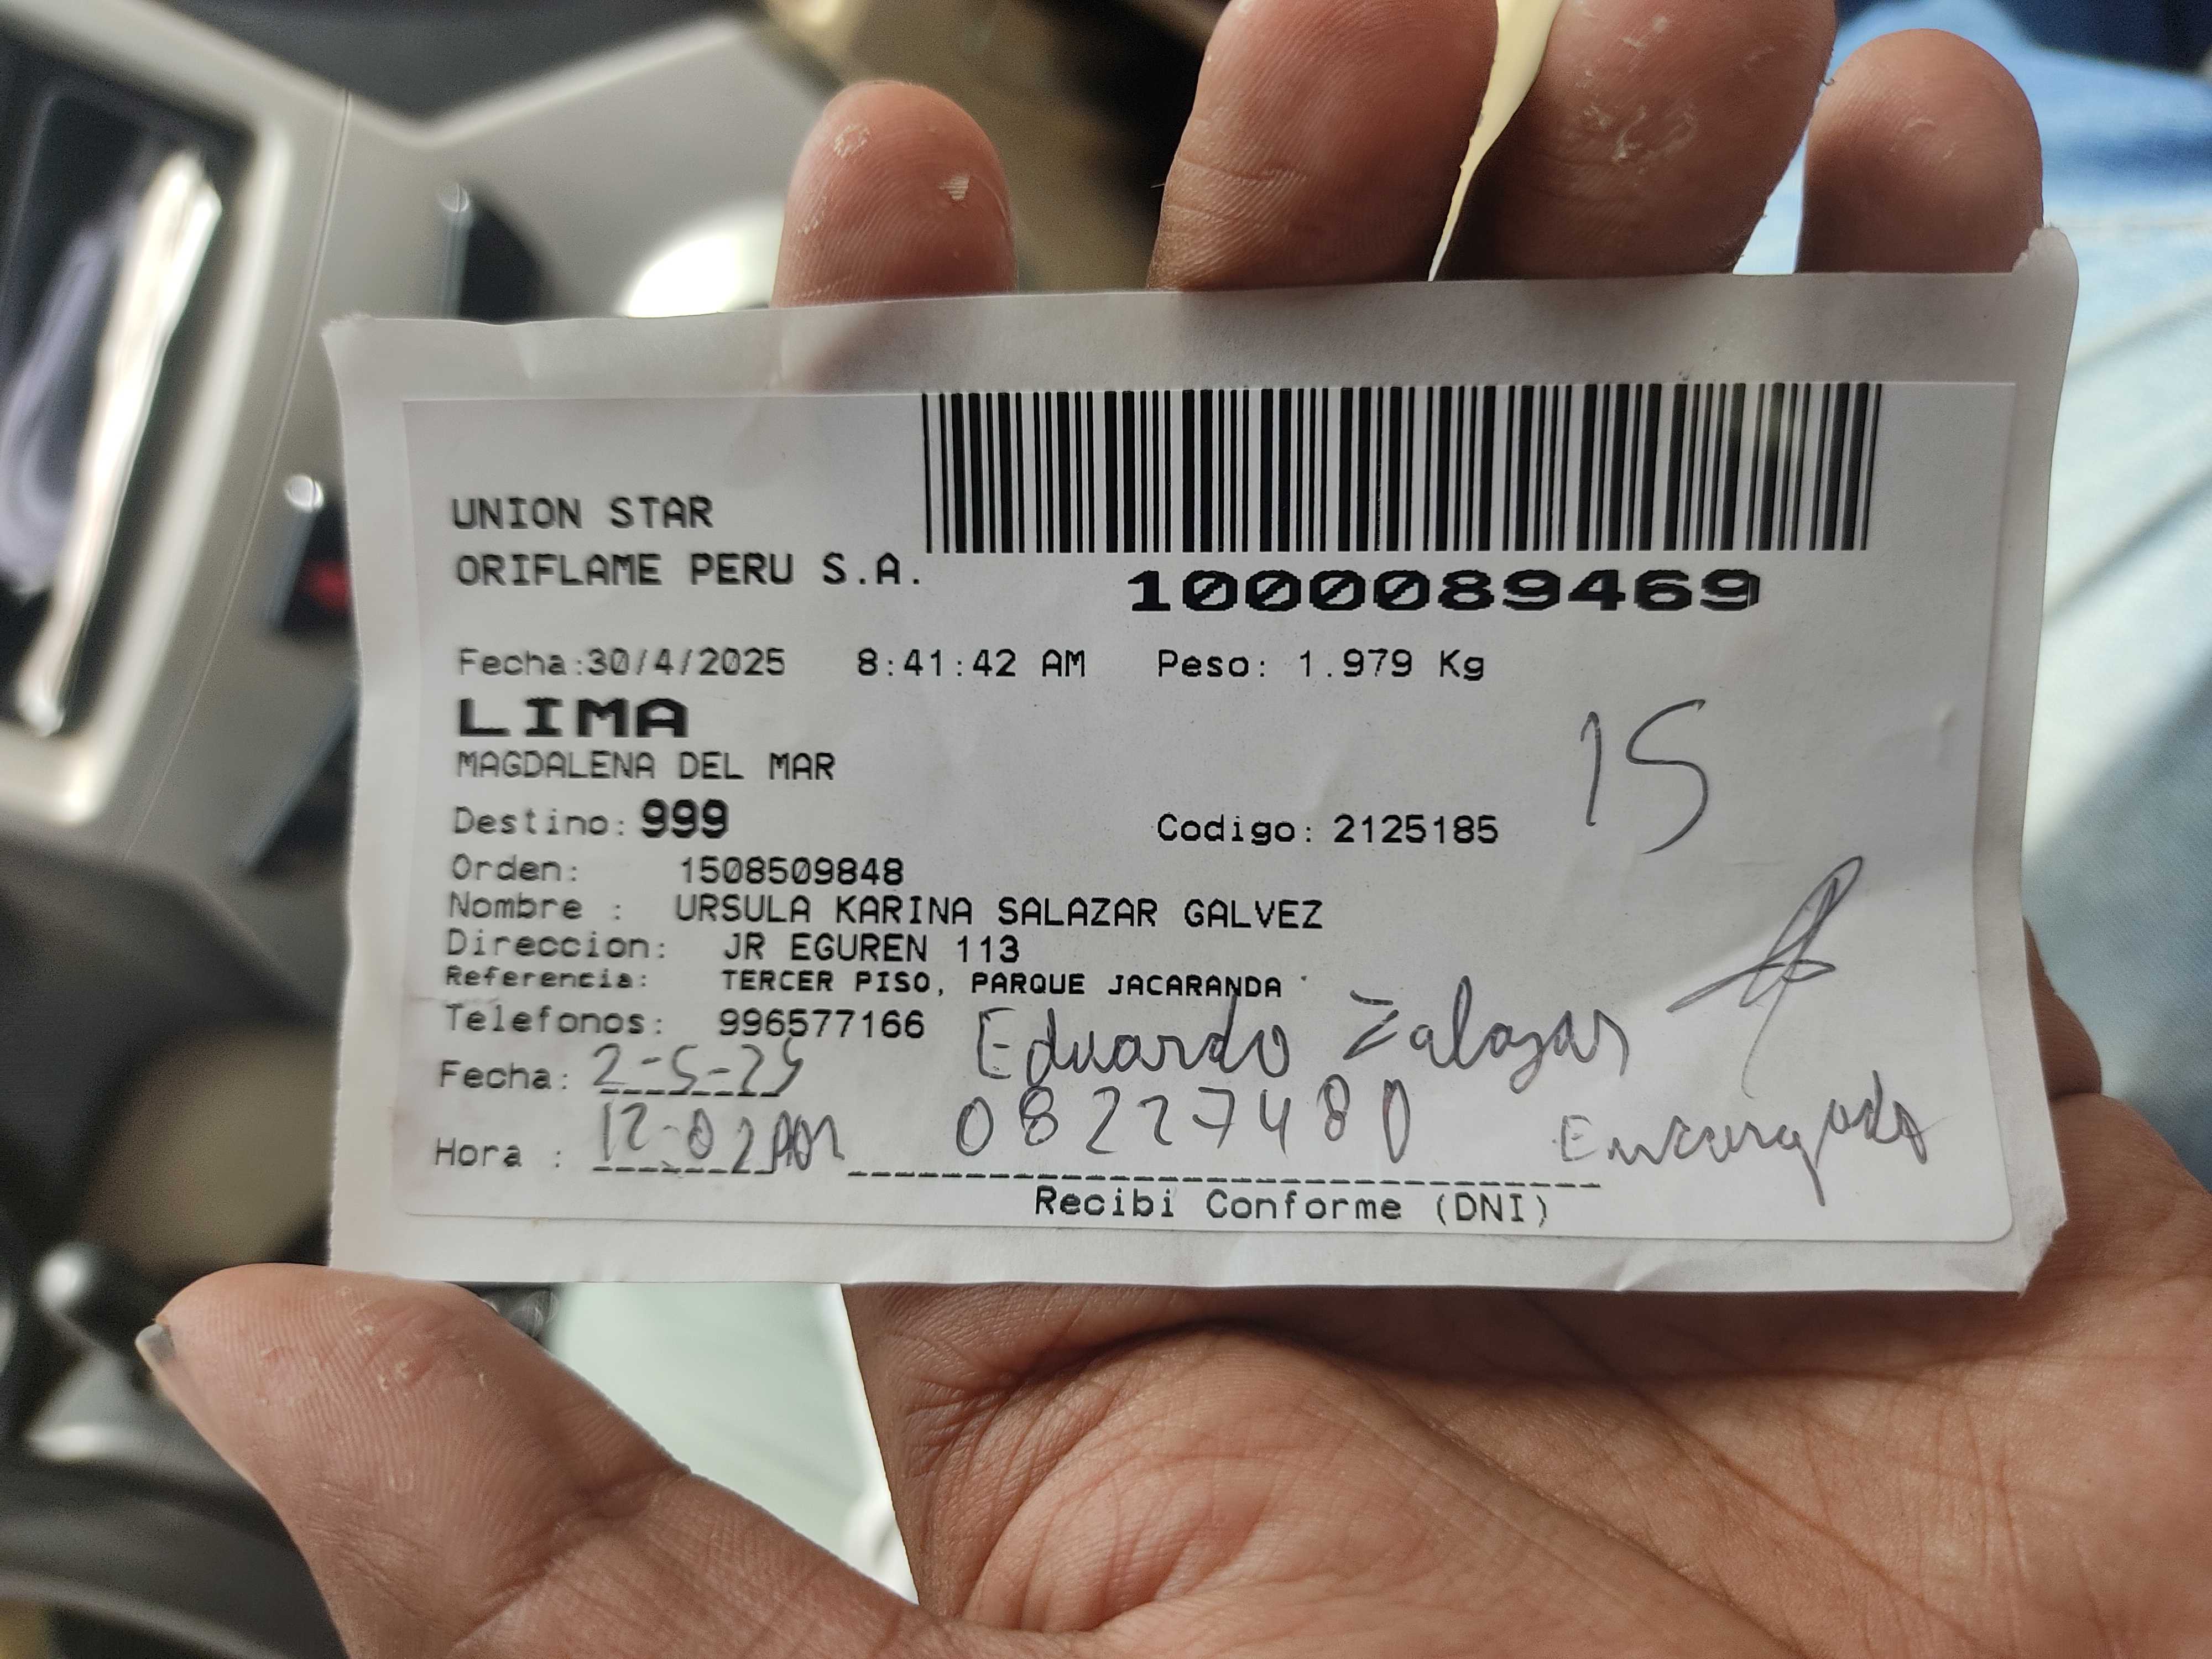 UNION STAR
ORIFLAME PERU S.A.
1000089469
Fecha:30/4/2025 8:41:42 AM Peso: 1.979 Kg
LIMA
MAGDALENA DEL MAR
15
Destino: 999 Codigo: 2125185
Orden: 1508509848
Nombre : URSULA KARINA SALAZAR GALVEZ
Direccion: JR EGUREN 113
Referencia: TERCER PISO, PARQUE JACARANDA
Telefonos: 996577166
Eduardo Zalazar
Fecha: 2-5-25
Hora : 12:02 pm 08227480 Encargado
Recibi Conforme (DNI)